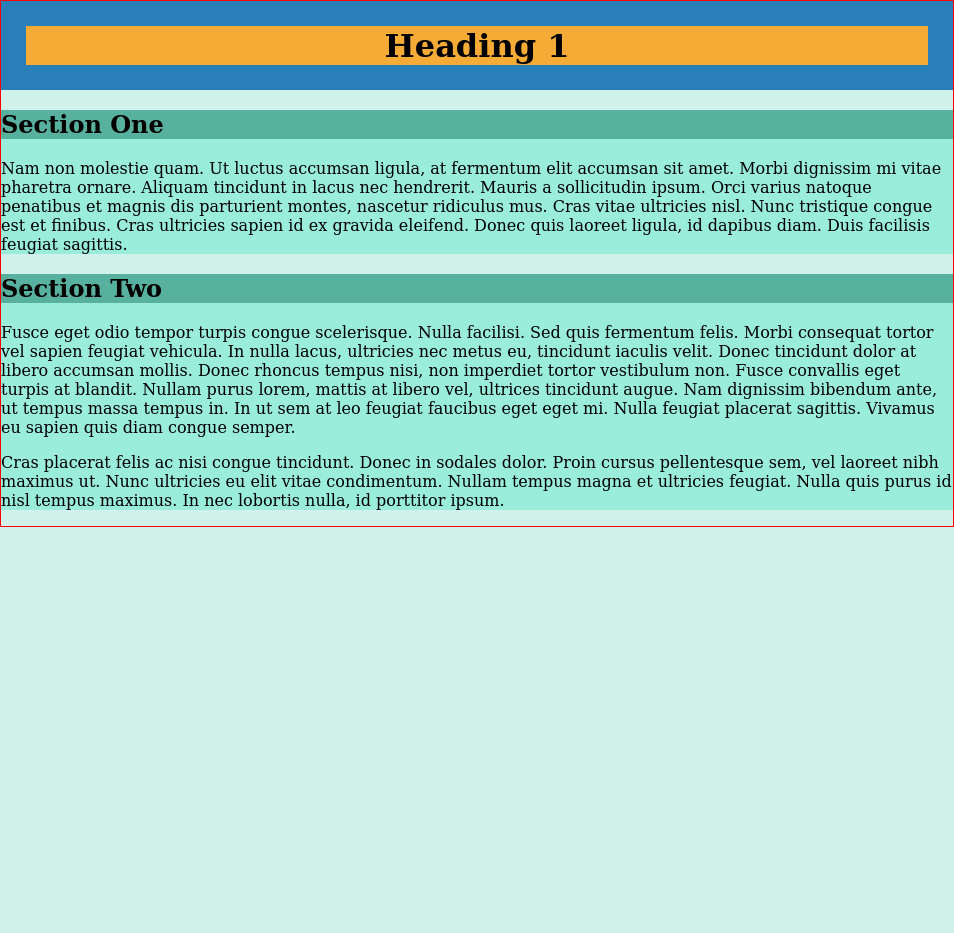 Heading 1
Section One
Nam non molestie quam. Ut luctus accumsan ligula, at fermentum elit accumsan sit amet. Morbi dignissim mi vitae
pharetra ornare. Aliquam tincidunt in lacus nec hendrerit. Mauris a sollicitudin ipsum. Orci varius natoque
penatibus et magnis dis parturient montes, nascetur ridiculus mus. Cras vitae ultricies nisl. Nunc tristique congue
est et finibus. Cras ultricies sapien id ex gravida eleifend. Donec quis laoreet ligula, id dapibus diam. Duis facilisis
feugiat sagittis.
Section Two
Fusce eget odio tempor turpis congue scelerisque. Nulla facilisi. Sed quis fermentum felis. Morbi consequat tortor
vel sapien feugiat vehicula. In nulla lacus, ultricies nec metus eu, tincidunt iaculis velit. Donec tincidunt dolor at
libero accumsan mollis. Donec rhoncus tempus nisi, non imperdiet tortor vestibulum non. Fusce convallis eget
turpis at blandit. Nullam purus lorem, mattis at libero vel, ultrices tincidunt augue. Nam dignissim bibendum ante,
ut tempus massa tempus in. In ut sem at leo feugiat faucibus eget eget mi. Nulla feugiat placerat sagittis. Vivamus
eu sapien quis diam congue semper.
Cras placerat felis ac nisi congue tincidunt. Donec in sodales dolor. Proin cursus pellentesque sem, vel laoreet nibh
maximus ut. Nunc ultricies eu elit vitae condimentum. Nullam tempus magna et ultricies feugiat. Nulla quis purus id
nisl tempus maximus. In nec lobortis nulla, id porttitor ipsum.